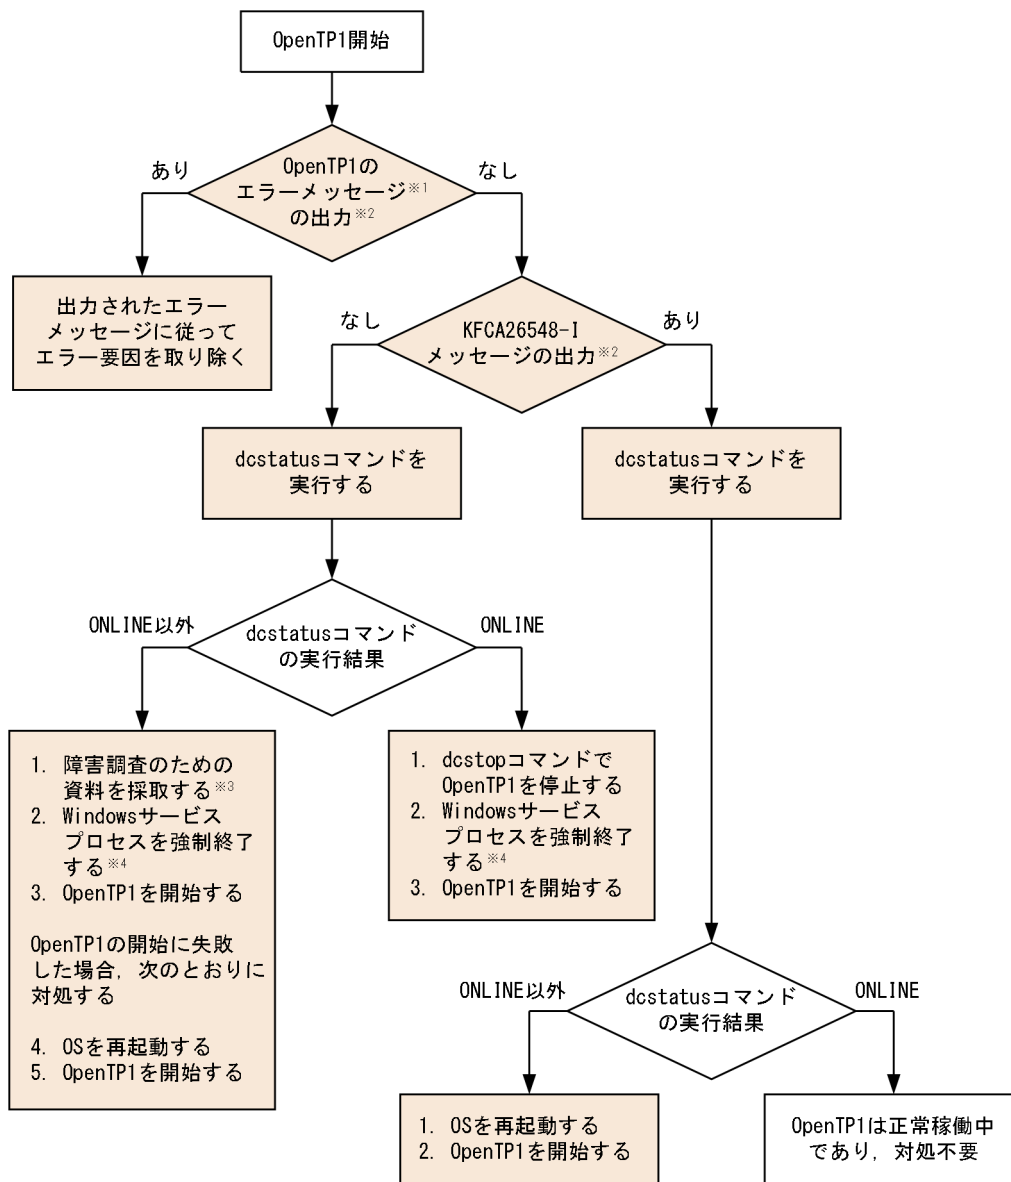 OpenTP1開始
あり
OpenTP1の
エラーメッセージ※1
の出力※2
なし
出力されたエラー
メッセージに従って
エラー要因を取り除く
なし
KFCA26548-I
メッセージの出力※2
あり
dcstatusコマンドを
実行する
dcstatusコマンドを
実行する
ONLINE以外
dcstatusコマンド
の実行結果
ONLINE
1. 障害調査のための
資料を採取する※3
2. Windowsサービス
プロセスを強制終了
する※4
3. OpenTP1を開始する
OpenTP1の開始に失敗
した場合，次のとおりに
対処する
4. OSを再起動する
5. OpenTP1を開始する
1. dcstopコマンドで
OpenTP1を停止する
2. Windowsサービス
プロセスを強制終了
する※4
3. OpenTP1を開始する
ONLINE以外
dcstatusコマンド
の実行結果
ONLINE
1. OSを再起動する
2. OpenTP1を開始する
OpenTP1は正常稼働中
であり，対処不要